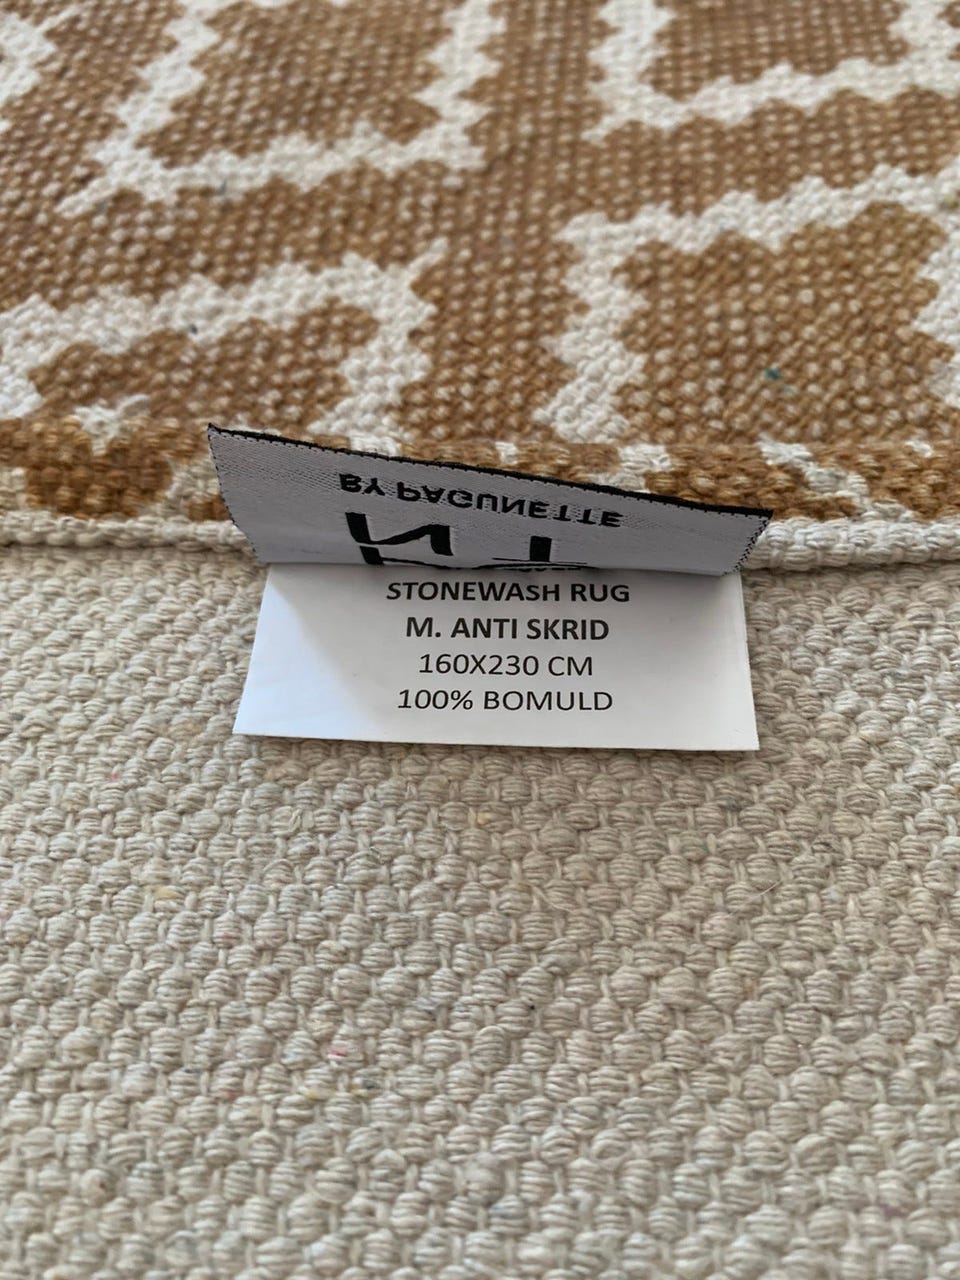 BY PAGUNETTE
STONEWASH RUG
M. ANTI SKRID
160X230 CM
100% BOMULD